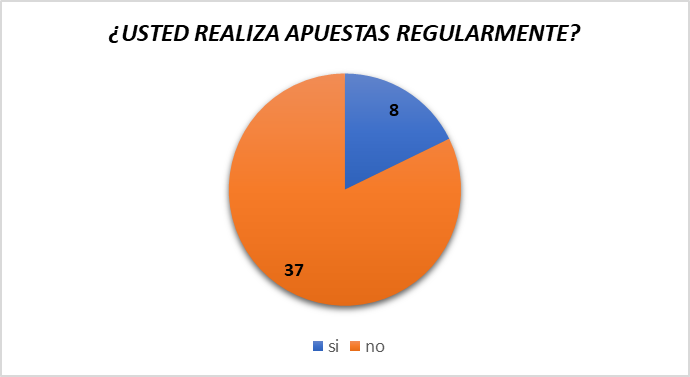 ¿USTED REALIZA APUESTAS REGULARMENTE?
8
37
si no